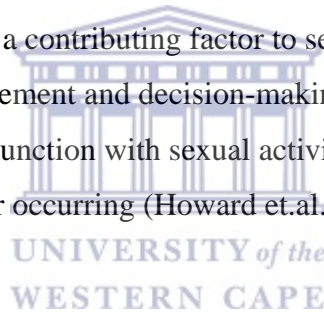 a contributing factor to se
ement and decision-makin
unction with sexual activi
r occurring (Howard et.al.
UNIVERSITY of the
WESTERN CAPE